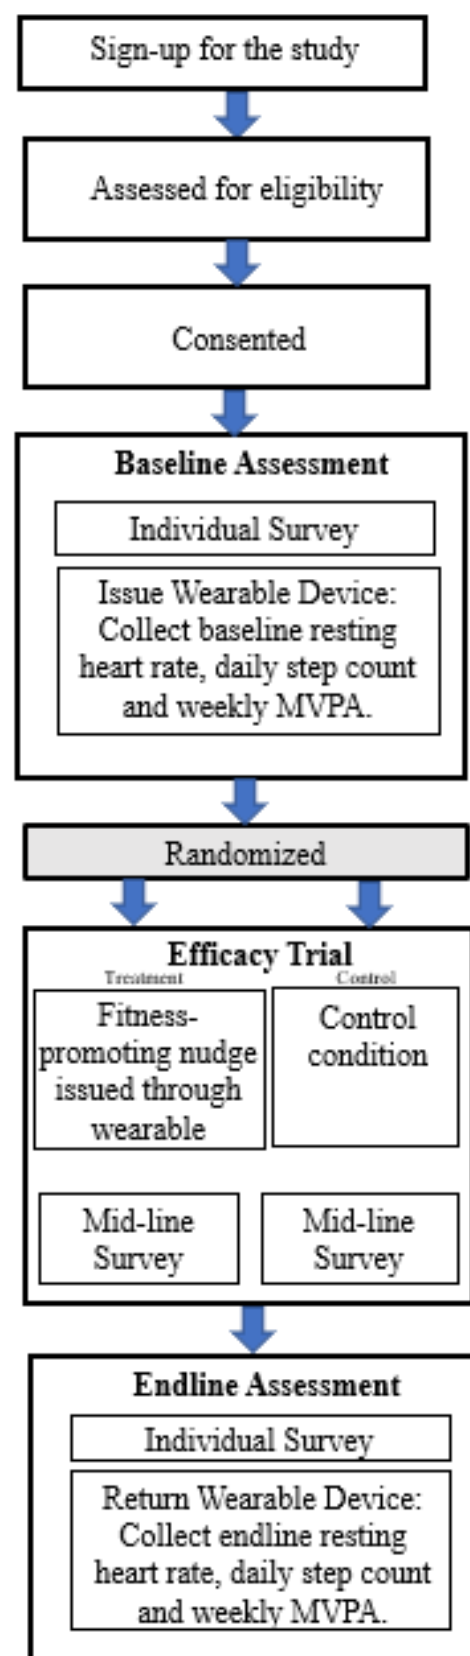 Sign-up for the study
Assessed for eligibility
Consented
Baseline Assessment
Individual Survey
Issue Wearable Device:
Collect baseline resting
heart rate, daily step count
and weekly MVPA.
Randomized
Efficacy Trial
Treatment
Control
Fitness-
promoting nudge
issued through
wearable
Control
condition
Mid-line
Survey
Mid-line
Survey
Endline Assessment
Individual Survey
Return Wearable Device:
Collect endline resting
heart rate, daily step count
and weekly MVPA.